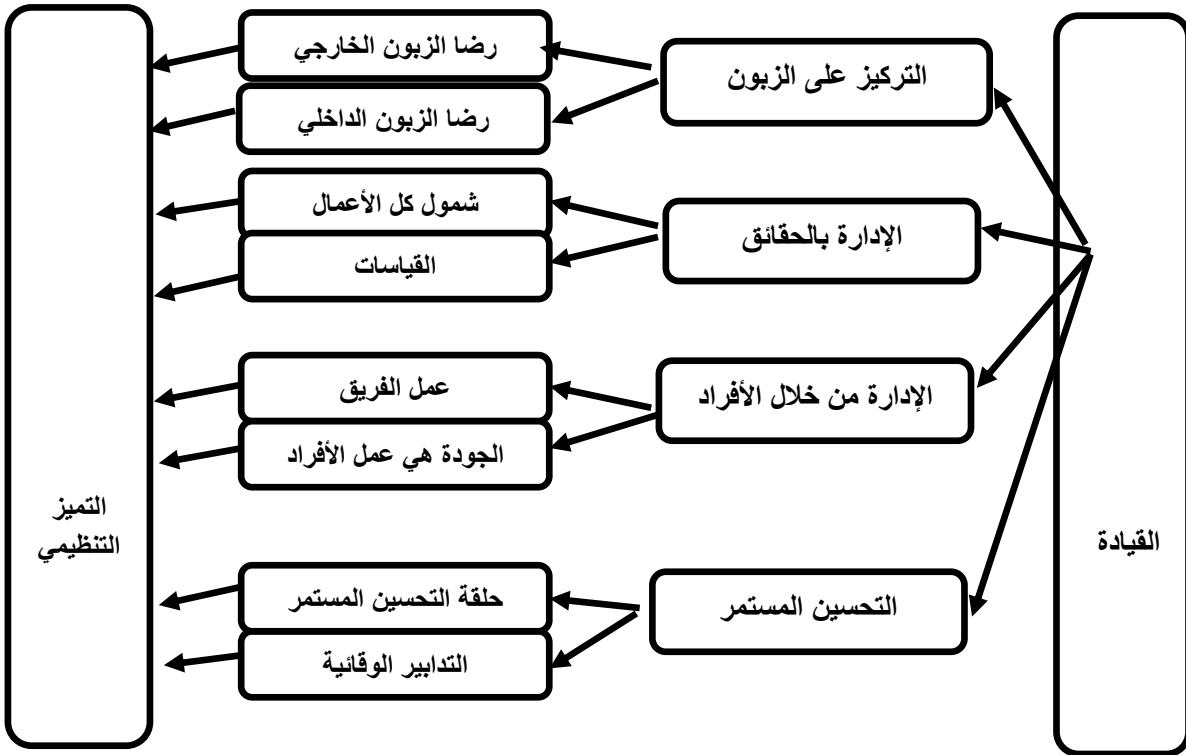 القيادة
التركيز على الزبون
رضا الزبون الخارجي
رضا الزبون الداخلي
الإدارة بالحقائق
شمول كل الأعمال
القياسات
الإدارة من خلال الأفراد
عمل الفريق
الجودة هي عمل الأفراد
التحسين المستمر
حلقة التحسين المستمر
التدابير الوقائية
التميز
التنظيمي